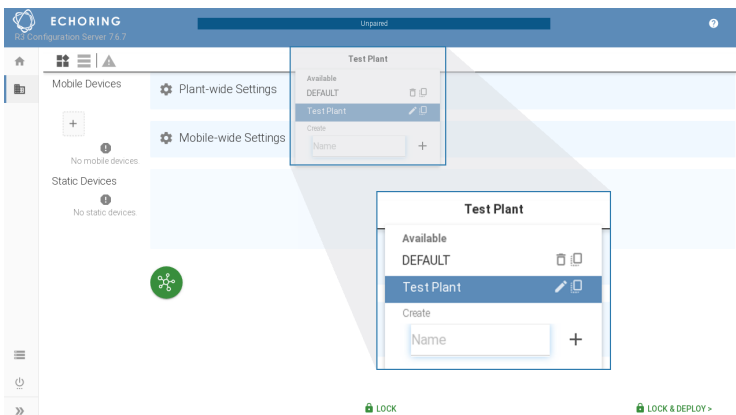 ECHORING
R3 Configuration Server 7.6.7
Unpaired
Test Plant
Mobile Devices
Plant-wide Settings
Available
DEFAULT
Test Plant
Create
Name
Mobile-wide Settings
No mobile devices.
Static Devices
No static devices.
Test Plant
Available
DEFAULT
Test Plant
Create
Name
LOCK
LOCK & DEPLOY >